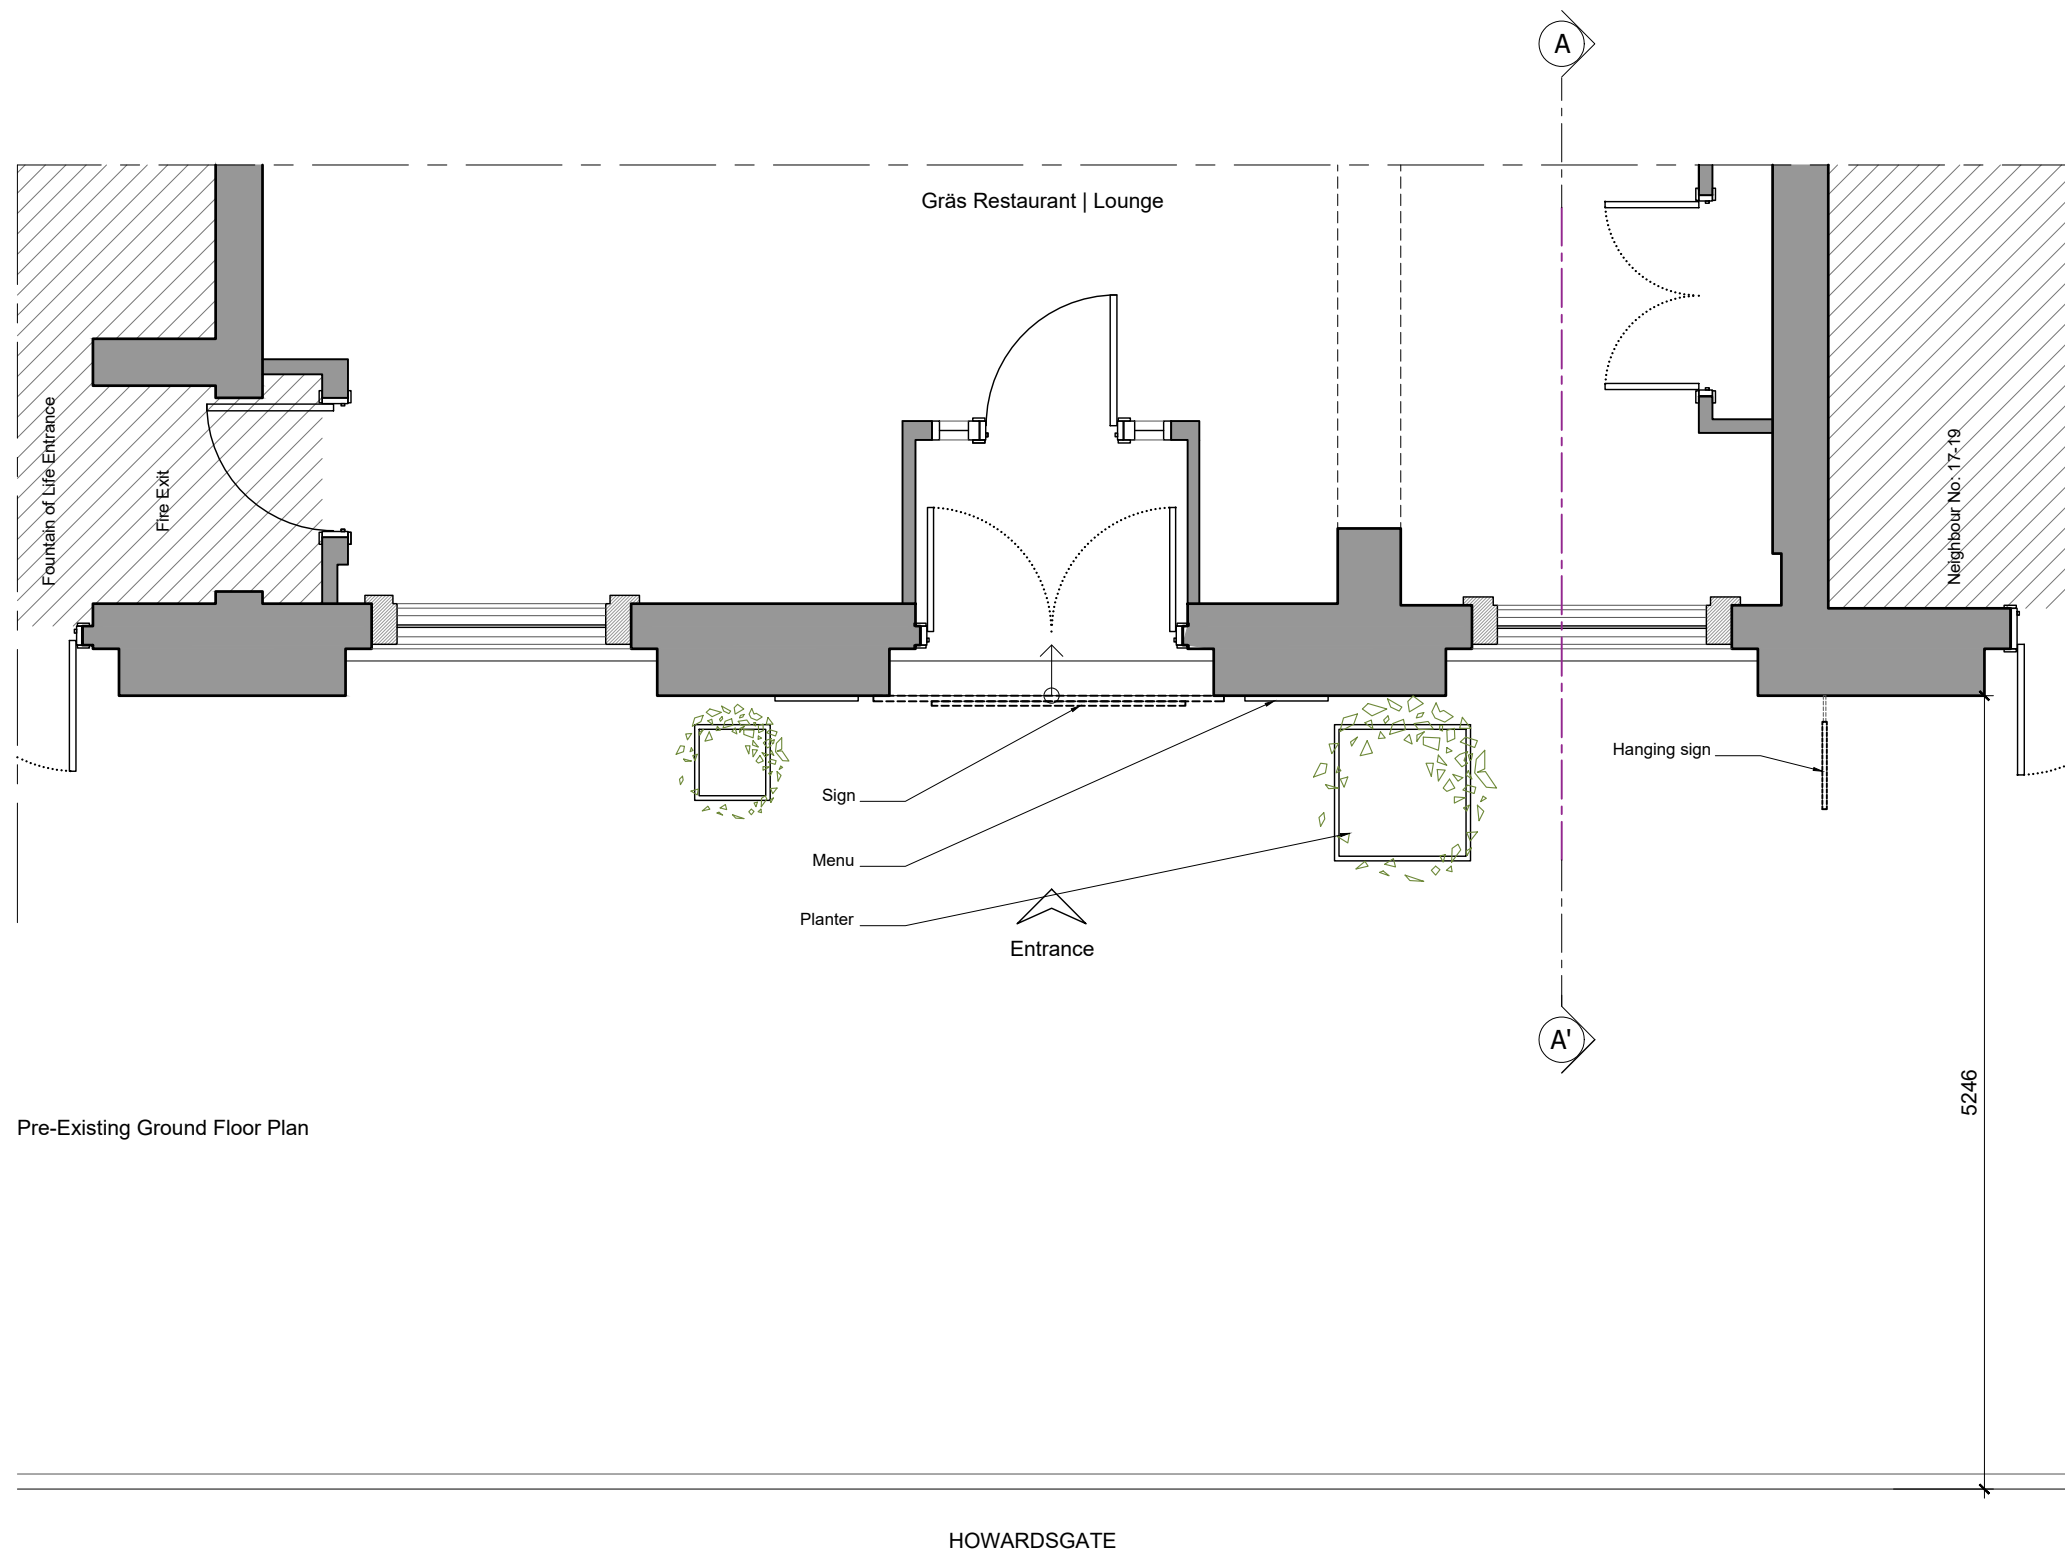 A
Gräs Restaurant | Lounge
Fountain of Life Entrance
Fire Exit
Neighbour No: 17-19
Hanging sign
Sign
Menu
Planter
Entrance
A'
5246
Pre-Existing Ground Floor Plan
HOWARDSGATE